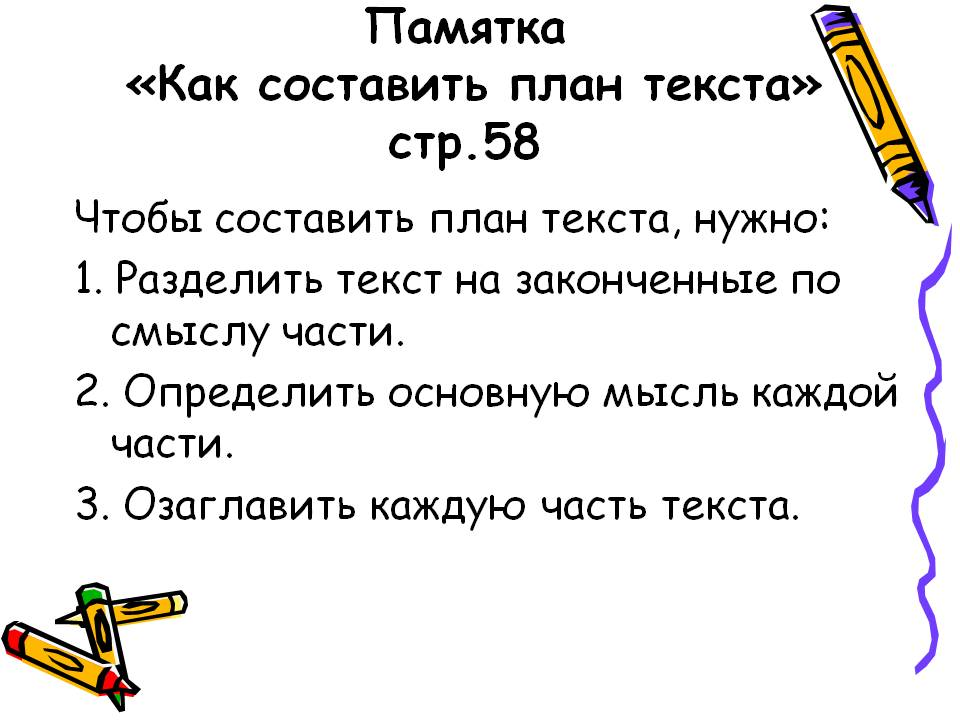 Памятка
«Как составить план текста»
стр.58
Чтобы составить план текста, нужно:
1. Разделить текст на законченные по
смыслу части.
2. Определить основную мысль каждой
части.
3. Озаглавить каждую часть текста.